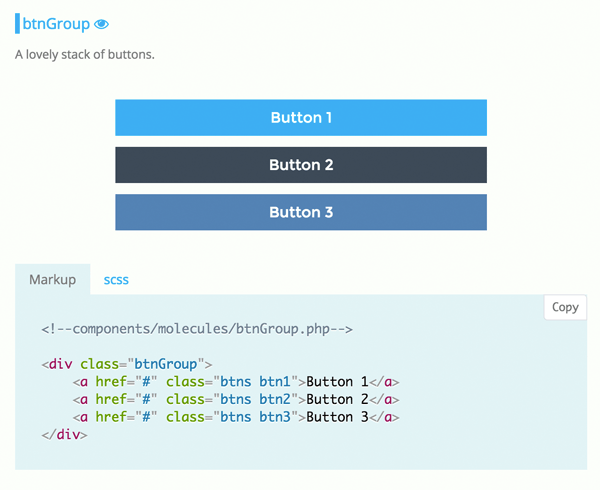 btnGroup
A lovely stack of buttons.
Button 1
Button 2
Button 3
Markup scss
Copy
<!--components/molecules/btnGroup.php-->
<div class="btnGroup">
    <a href="#" class="btns btn1">Button 1</a>
    <a href="#" class="btns btn2">Button 2</a>
    <a href="#" class="btns btn3">Button 3</a>
</div>